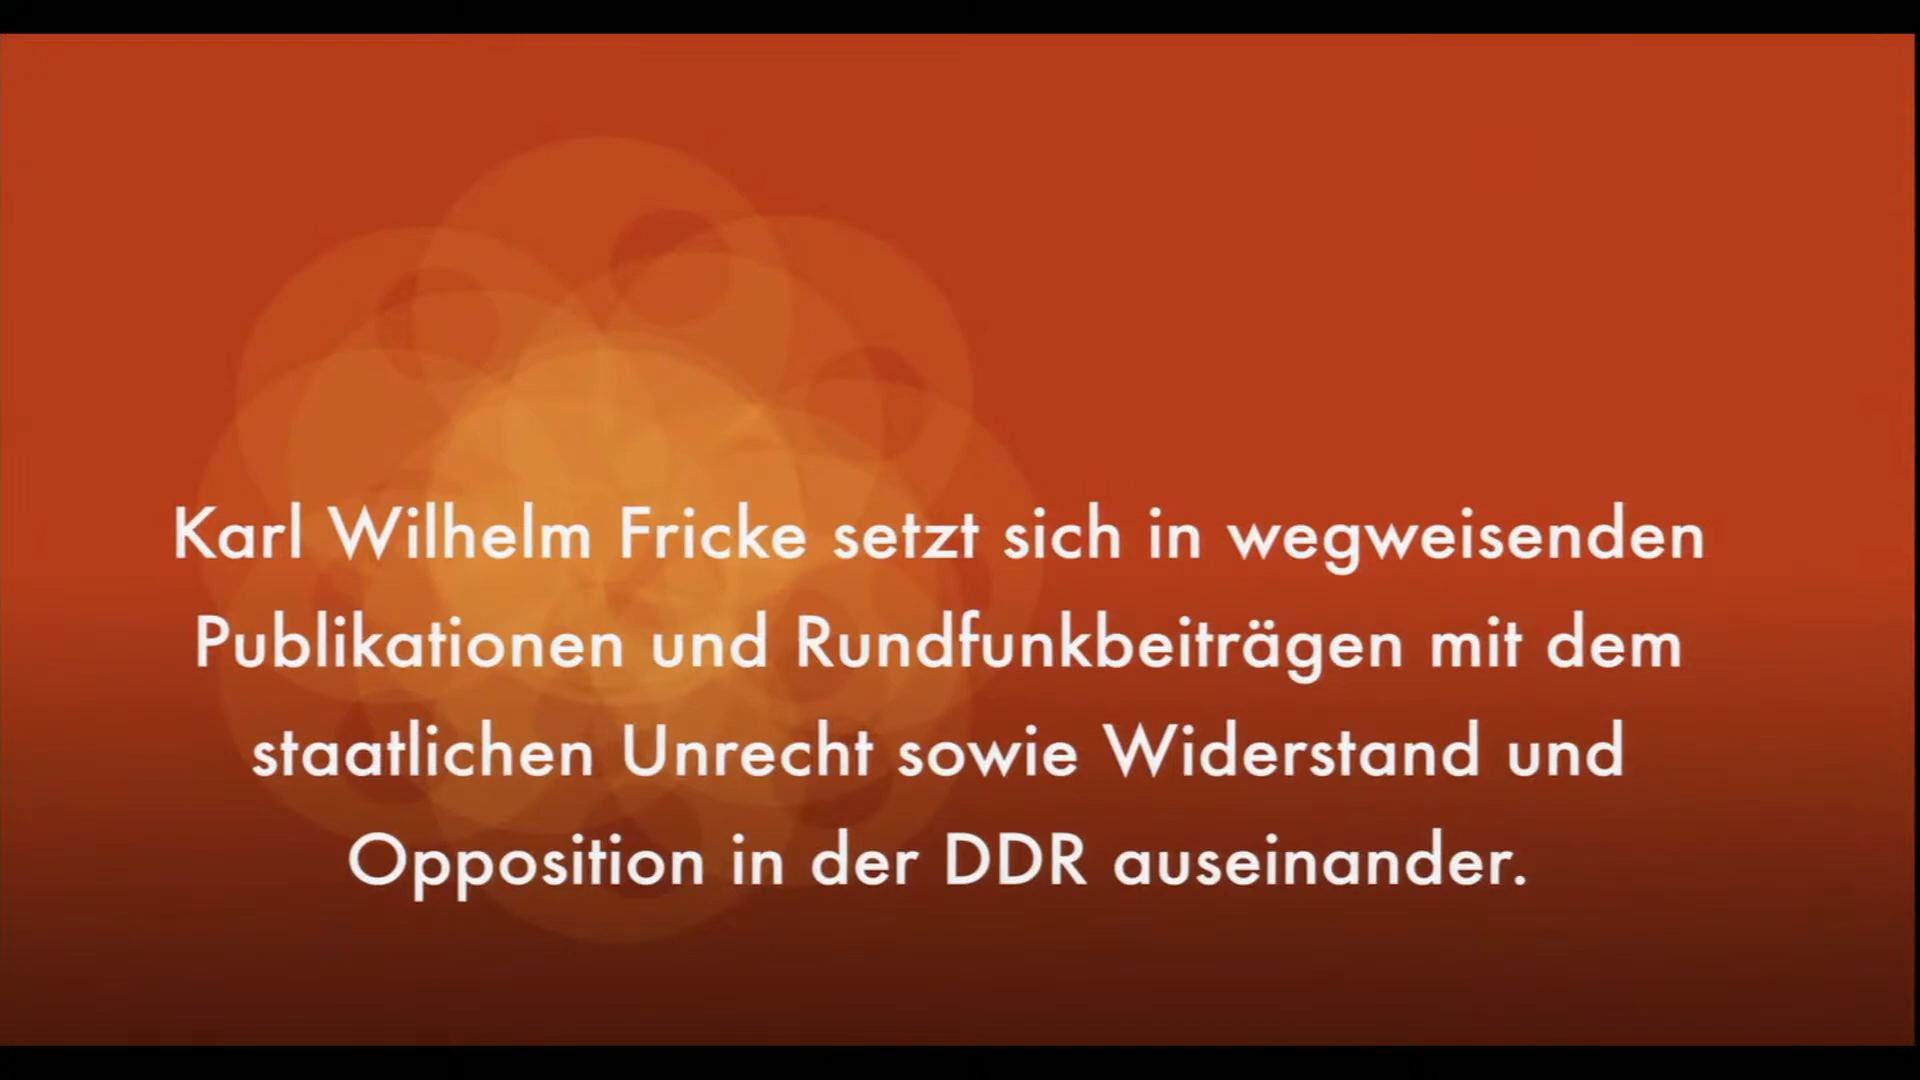 Karl Wilhelm Fricke setzt sich in wegweisenden
Publikationen und Rundfunkbeiträgen mit dem
staatlichen Unrecht sowie Widerstand und
Opposition in der DDR auseinander.